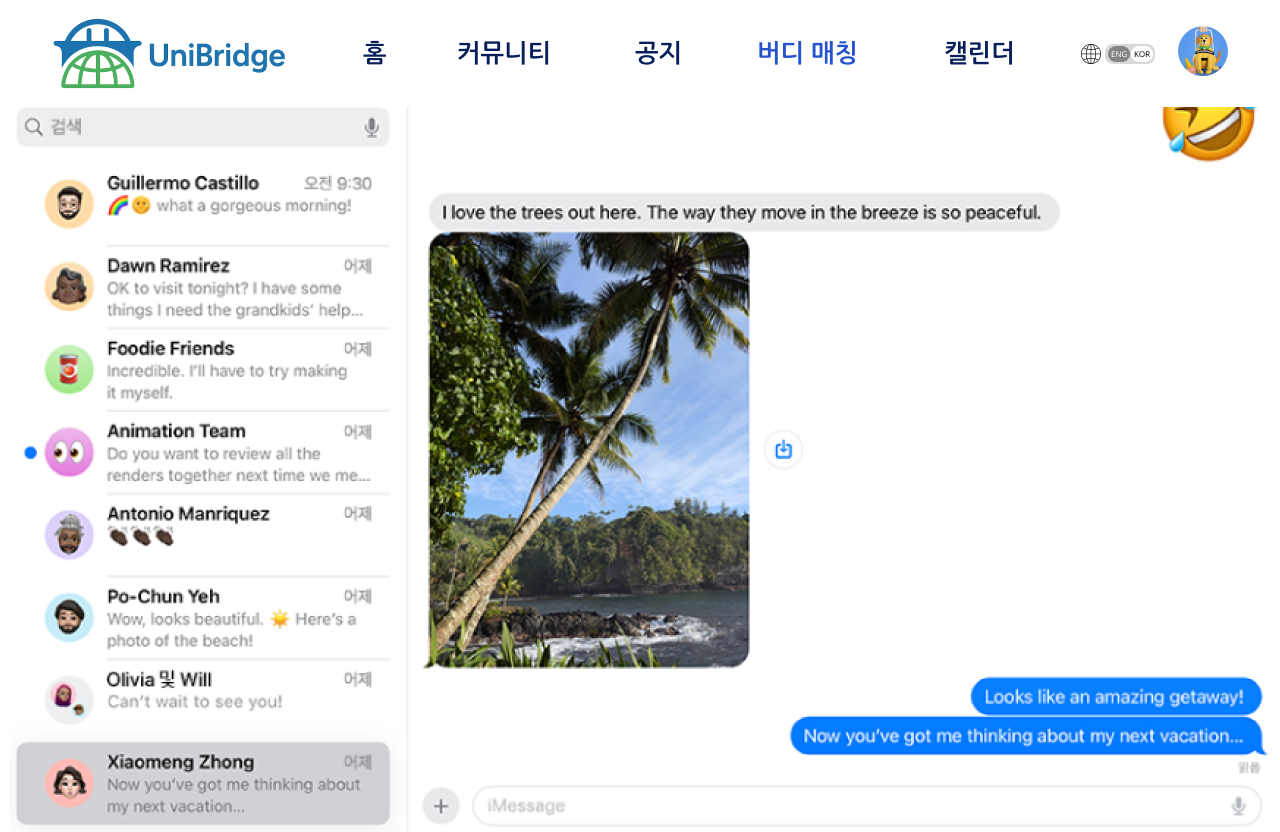 UniBridge
홈
커뮤니티
공지
버디 매칭
캘린더
ENG KOR
검색
Guillermo Castillo 오전 9:30
🌈 🌞 what a gorgeous morning!
Dawn Ramirez 어제
OK to visit tonight? I have some
things I need the grandkids’ help...
Foodie Friends 어제
Incredible. I’ll have to try making
it myself.
Animation Team 어제
Do you want to review all the
renders together next time we me...
Antonio Manriquez 어제
👏🏿👏🏿👏🏿
Po-Chun Yeh 어제
Wow, looks beautiful. ☀️ Here’s a
photo of the beach!
Olivia 및 Will 어제
Can’t wait to see you!
Xiaomeng Zhong 어제
Now you’ve got me thinking about
my next vacation...
I love the trees out here. The way they move in the breeze is so peaceful.
Looks like an amazing getaway!
Now you’ve got me thinking about my next vacation...
읽음
iMessage